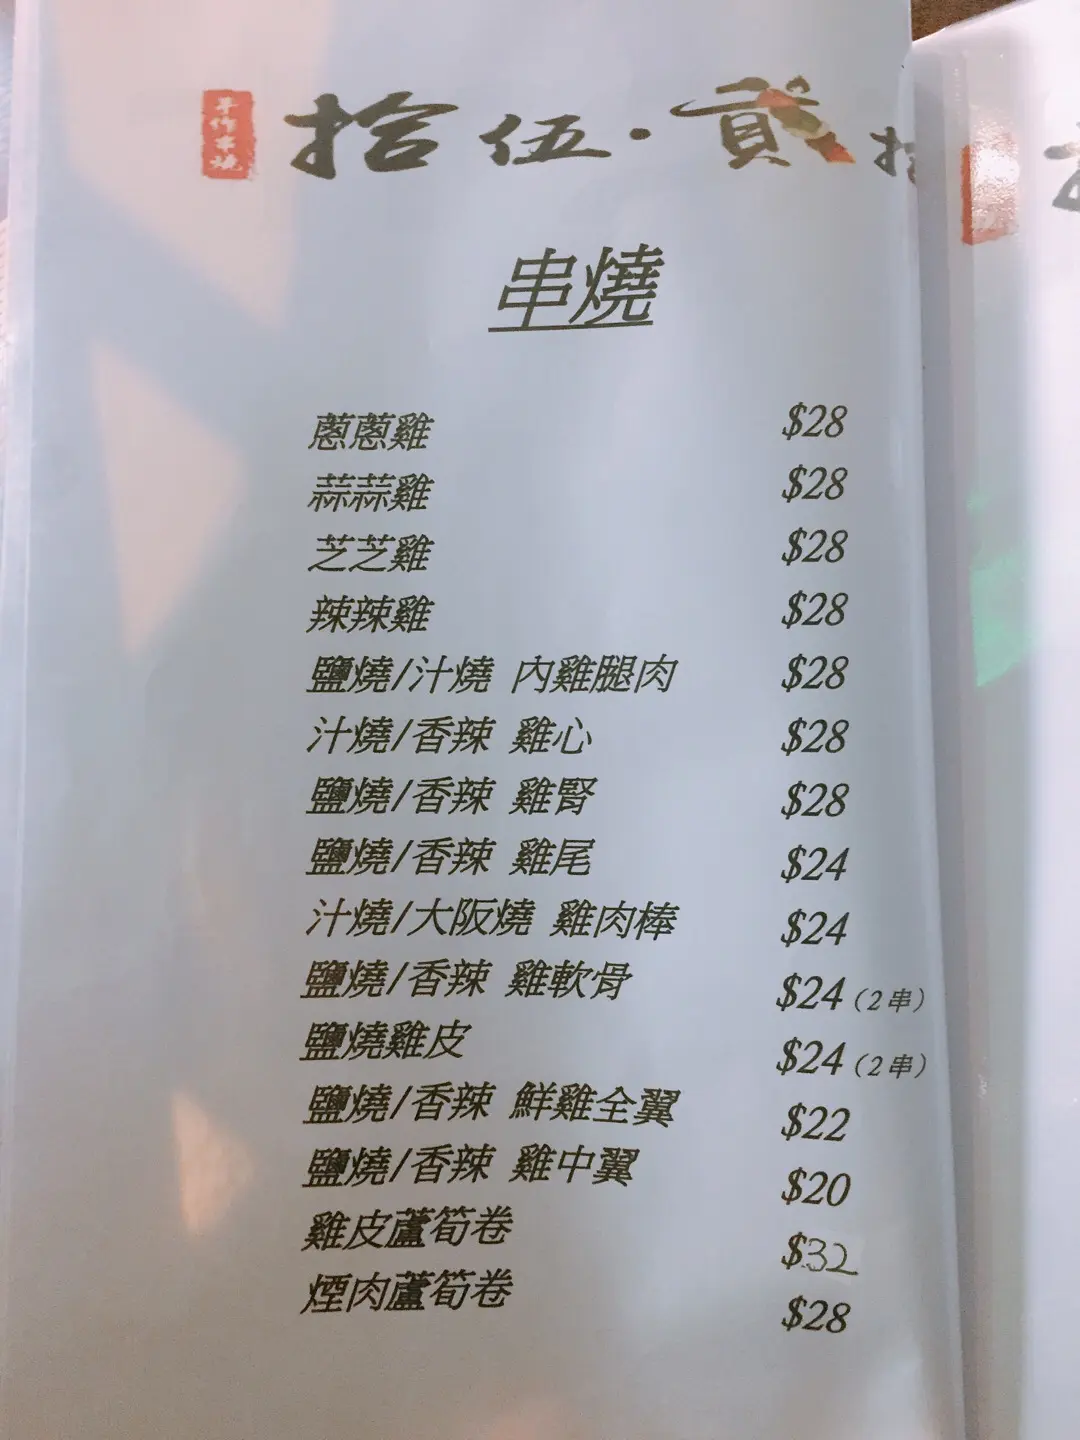 手作串燒
拾伍·貳拾
串燒
蔥蔥雞 $28
蒜蒜雞 $28
芝芝雞 $28
辣辣雞 $28
鹽燒/汁燒 內雞腿肉 $28
汁燒/香辣 雞心 $28
鹽燒/香辣 雞腎 $28
鹽燒/香辣 雞尾 $24
汁燒/大阪燒 雞肉棒 $24
鹽燒/香辣 雞軟骨 $24(2串)
鹽燒雞皮 $24(2串)
鹽燒/香辣 鮮雞全翼 $22
鹽燒/香辣 雞中翼 $20
雞皮蘆筍卷 $32
煙肉蘆筍卷 $28